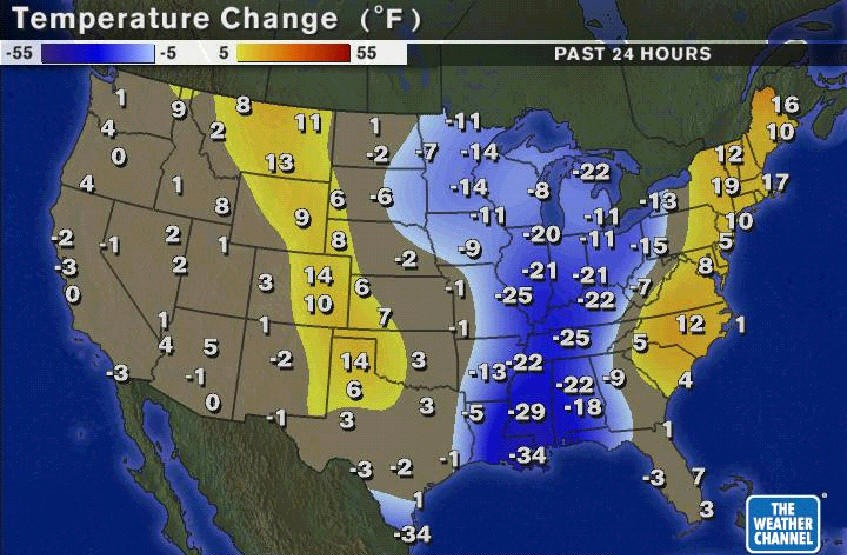 Temperature Change (°F)
-55 -5 5 55 PAST 24 HOURS
1 9 8 11 1 -11 16
4 2 10
0 13 -2 -7 -14 -22 12
4 1 8 6 -6 -14 -8 19 17
9 -11 -11 -13 10
-2 -1 2 1 8 -20 -11 -15 5
-3 2 -2 -9 8
0 3 14 6 -1 -25 -21 -21 -7
10 -22
1 1 7 -1 -25 12 1
4 5 5
-3 -1 -2 14 3 -13 -22 -22 -9 4
0 6
-1 3 3 -5 -29 -18 1
-3 -2 -1 -34 -3 7
1 3
-34
THE
WEATHER
CHANNEL